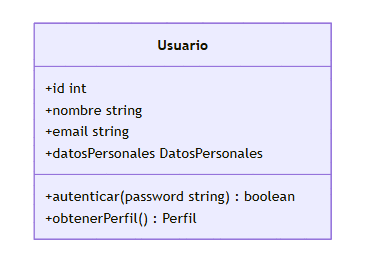 Usuario
+id int
+nombre string
+email string
+datosPersonales DatosPersonales
+autenticar(password string) : boolean
+obtenerPerfil() : Perfil